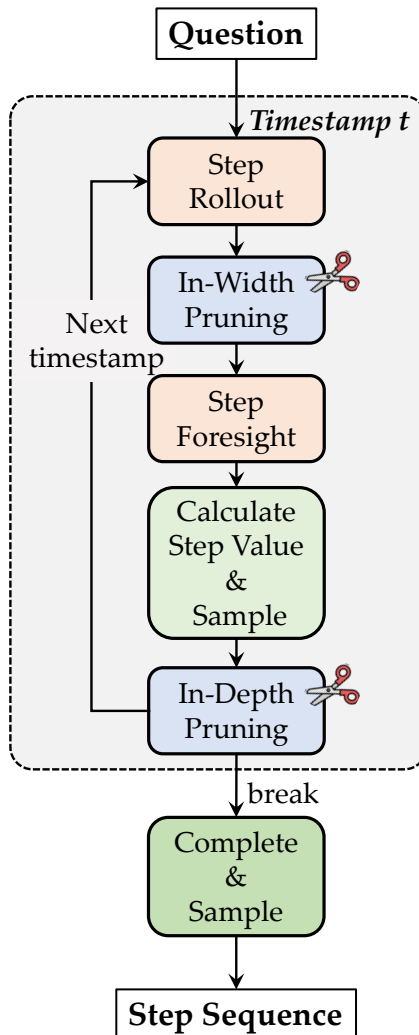 Question
Timestamp t
Step
Rollout
In-Width
Pruning
Next
timestamp
Step
Foresight
Calculate
Step Value
&
Sample
In-Depth
Pruning
break
Complete
&
Sample
Step Sequence